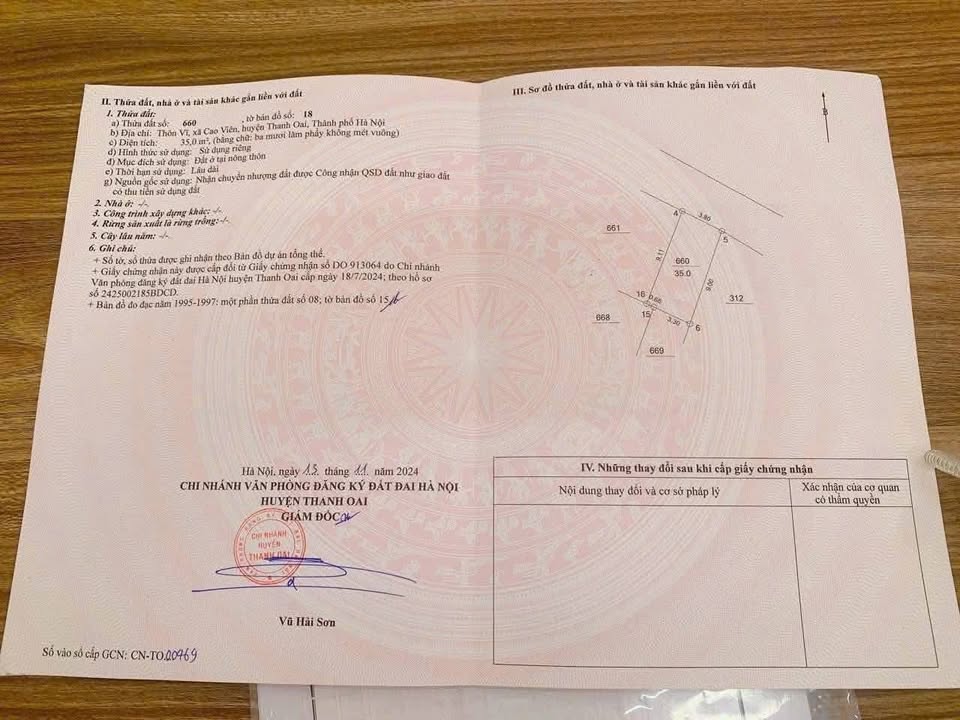 II. Thửa đất, nhà ở và tài sản khác gắn liền với đất
1. Thửa đất:
a) Thửa đất số: 660 , tờ bản đồ số: 18
b) Địa chỉ: Thôn Vĩ, xã Cao Viên, huyện Thanh Oai, Thành phố Hà Nội
c) Diện tích: 35,0 m², (bằng chữ: ba mươi lăm phẩy không mét vuông)
d) Hình thức sử dụng: Sử dụng riêng
đ) Mục đích sử dụng: Đất ở tại nông thôn
e) Thời hạn sử dụng: Lâu dài
g) Nguồn gốc sử dụng: Nhận chuyển nhượng đất được Công nhận QSD đất như giao đất
có thu tiền sử dụng đất
2. Nhà ở: -/-
3. Công trình xây dựng khác: -/-
4. Rừng sản xuất là rừng trồng: -/-
5. Cây lâu năm: -/-
6. Ghi chú:
+ Số tờ, số thửa được ghi nhận theo Bản đồ dự án tổng thể.
+ Giấy chứng nhận này được cấp đổi từ Giấy chứng nhận số DO 913064 do Chi nhánh
Văn phòng đăng ký đất đai Hà Nội huyện Thanh Oai cấp ngày 18/7/2024; theo hồ sơ
số 2425002185BDCD.
+ Bản đồ đo đạc năm 1995-1997: một phần thửa đất số 08; tờ bản đồ số 15
Hà Nội, ngày 15 tháng 11 năm 2024
CHI NHÁNH VĂN PHÒNG ĐĂNG KÝ ĐẤT ĐAI HÀ NỘI
HUYỆN THANH OAI
GIÁM ĐỐC
CHI NHÁNH
HUYỆN
THANH OAI
Vũ Hải Sơn
Số vào sổ cấp GCN: CN-TO.00969
III. Sơ đồ thửa đất, nhà ở và tài sản khác gắn liền với đất
B
4
3.80
5
661
9.11
660
35.0
9.00
312
16
0.65
668
15
3.30
6
669
IV. Những thay đổi sau khi cấp giấy chứng nhận
Nội dung thay đổi và cơ sở pháp lý
Xác nhận của cơ quan
có thẩm quyền